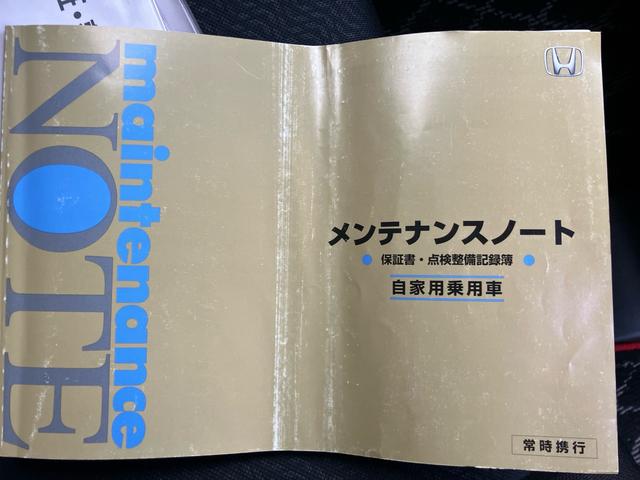 maintenance
NOTE
メンテナンスノート
保証書・点検整備記録簿
自家用乗用車
常時携行